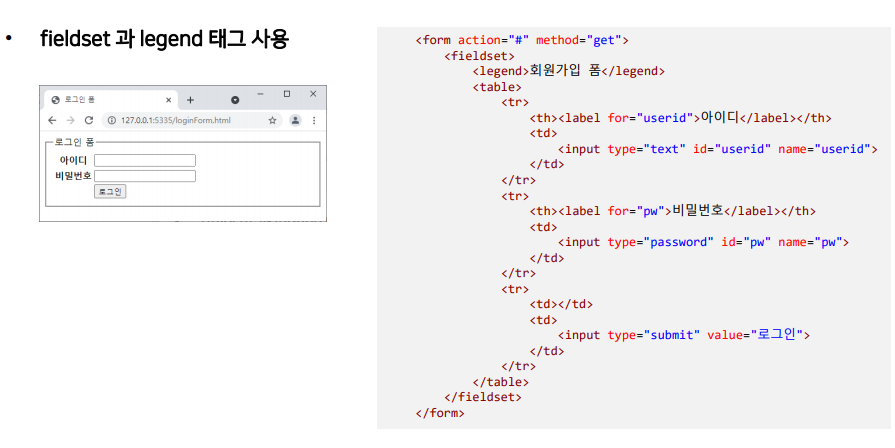 • fieldset 과 legend 태그 사용
로그인 폼
127.0.0.1:5335/loginForm.html
로그인 폼
아이디
비밀번호
로그인
<form action="#" method="get">
<fieldset>
<legend>회원가입 폼</legend>
<table>
<tr>
<th><label for="userid">아이디</label></th>
<td>
<input type="text" id="userid" name="userid">
</td>
</tr>
<tr>
<th><label for="pw">비밀번호</label></th>
<td>
<input type="password" id="pw" name="pw">
</td>
</tr>
<tr>
<td></td>
<td>
<input type="submit" value="로그인">
</td>
</tr>
</table>
</fieldset>
</form>